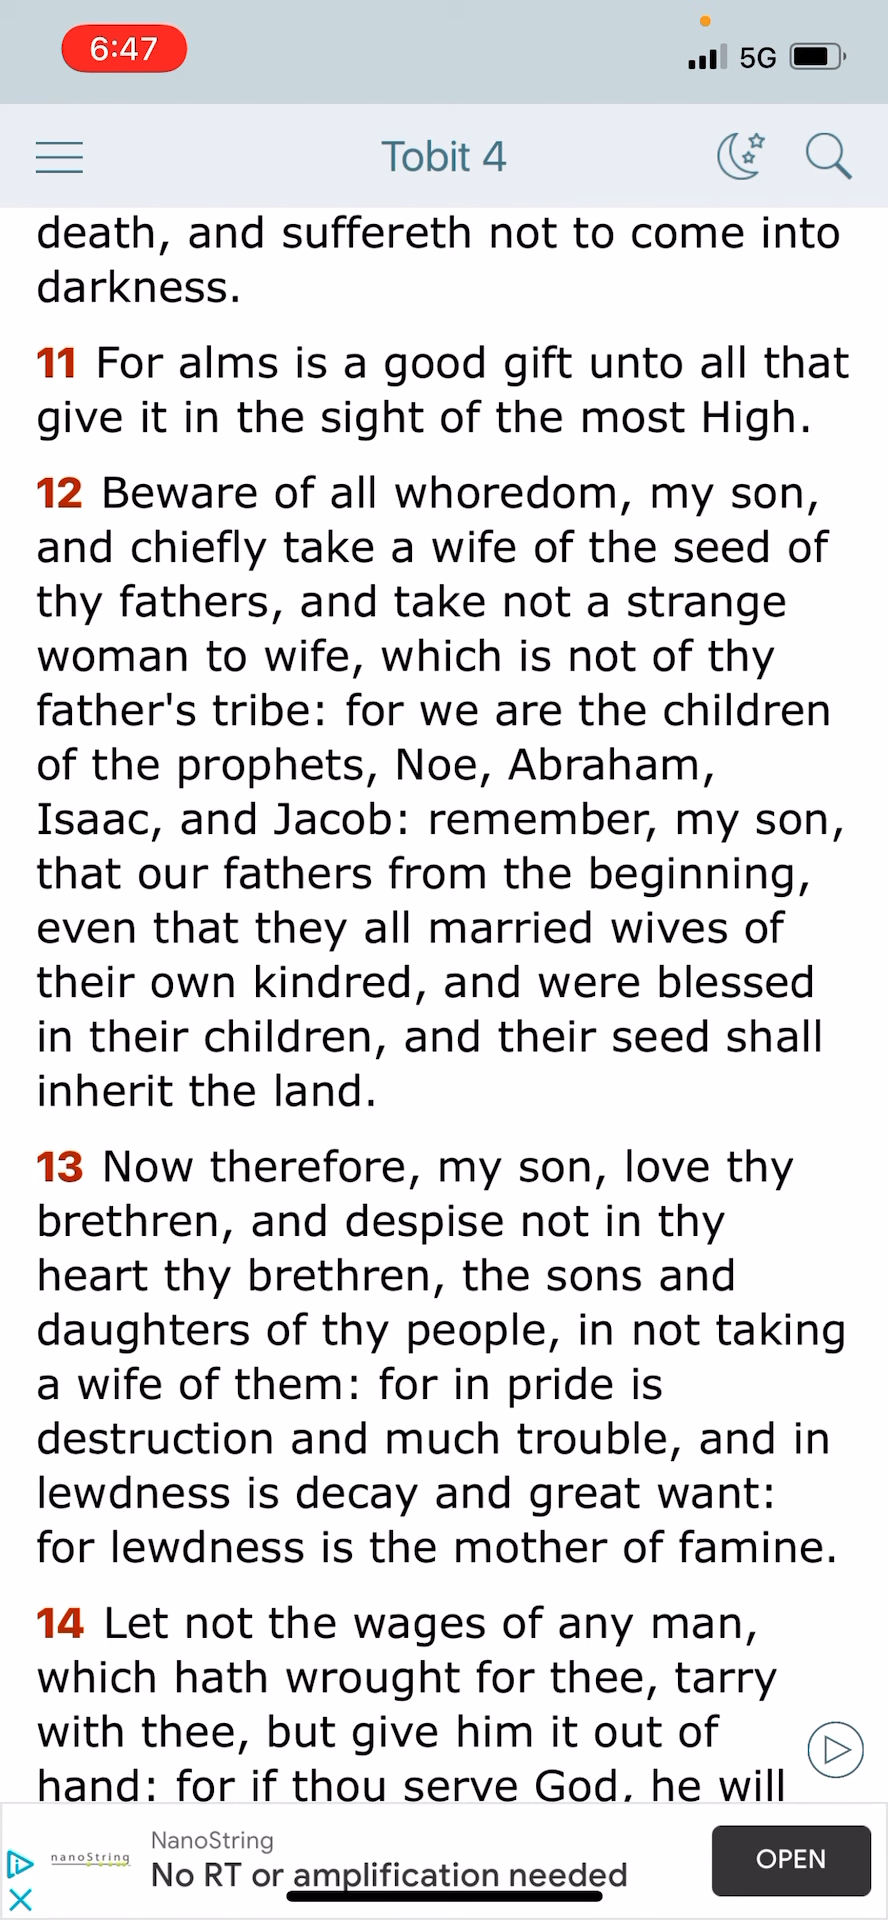 6:47
5G
Tobit 4
death, and suffereth not to come into
darkness.
11 For alms is a good gift unto all that
give it in the sight of the most High.
12 Beware of all whoredom, my son,
and chiefly take a wife of the seed of
thy fathers, and take not a strange
woman to wife, which is not of thy
father's tribe: for we are the children
of the prophets, Noe, Abraham,
Isaac, and Jacob: remember, my son,
that our fathers from the beginning,
even that they all married wives of
their own kindred, and were blessed
in their children, and their seed shall
inherit the land.
13 Now therefore, my son, love thy
brethren, and despise not in thy
heart thy brethren, the sons and
daughters of thy people, in not taking
a wife of them: for in pride is
destruction and much trouble, and in
lewdness is decay and great want:
for lewdness is the mother of famine.
14 Let not the wages of any man,
which hath wrought for thee, tarry
with thee, but give him it out of
hand: for if thou serve God, he will
nanoString
NanoString
No RT or amplification needed
OPEN